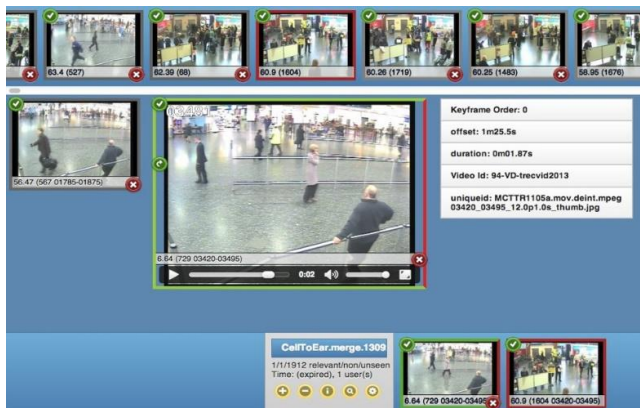 63.4 (527)
62.39 (68)
60.9 (1604)
60.26 (1719)
60.25 (1483)
58.95 (1676)
56.47 (567 01785-01875)
6.64 (729 03420-03495)
0:02
Keyframe Order: 0
offset: 1m25.5s
duration: 0m01.87s
Video Id: 94-VD-trecvid2013
uniqueid: MCTTR1105a.mov.deint.mpeg
03420_03495_12.0p1.0s_thumb.jpg
CellToEar.merge.1309
1/1/1912 relevant/non/unseen
Time: (expired), 1 user(s)
6.64 (729 03420-03495)
60.9 (1604 03420-03495)